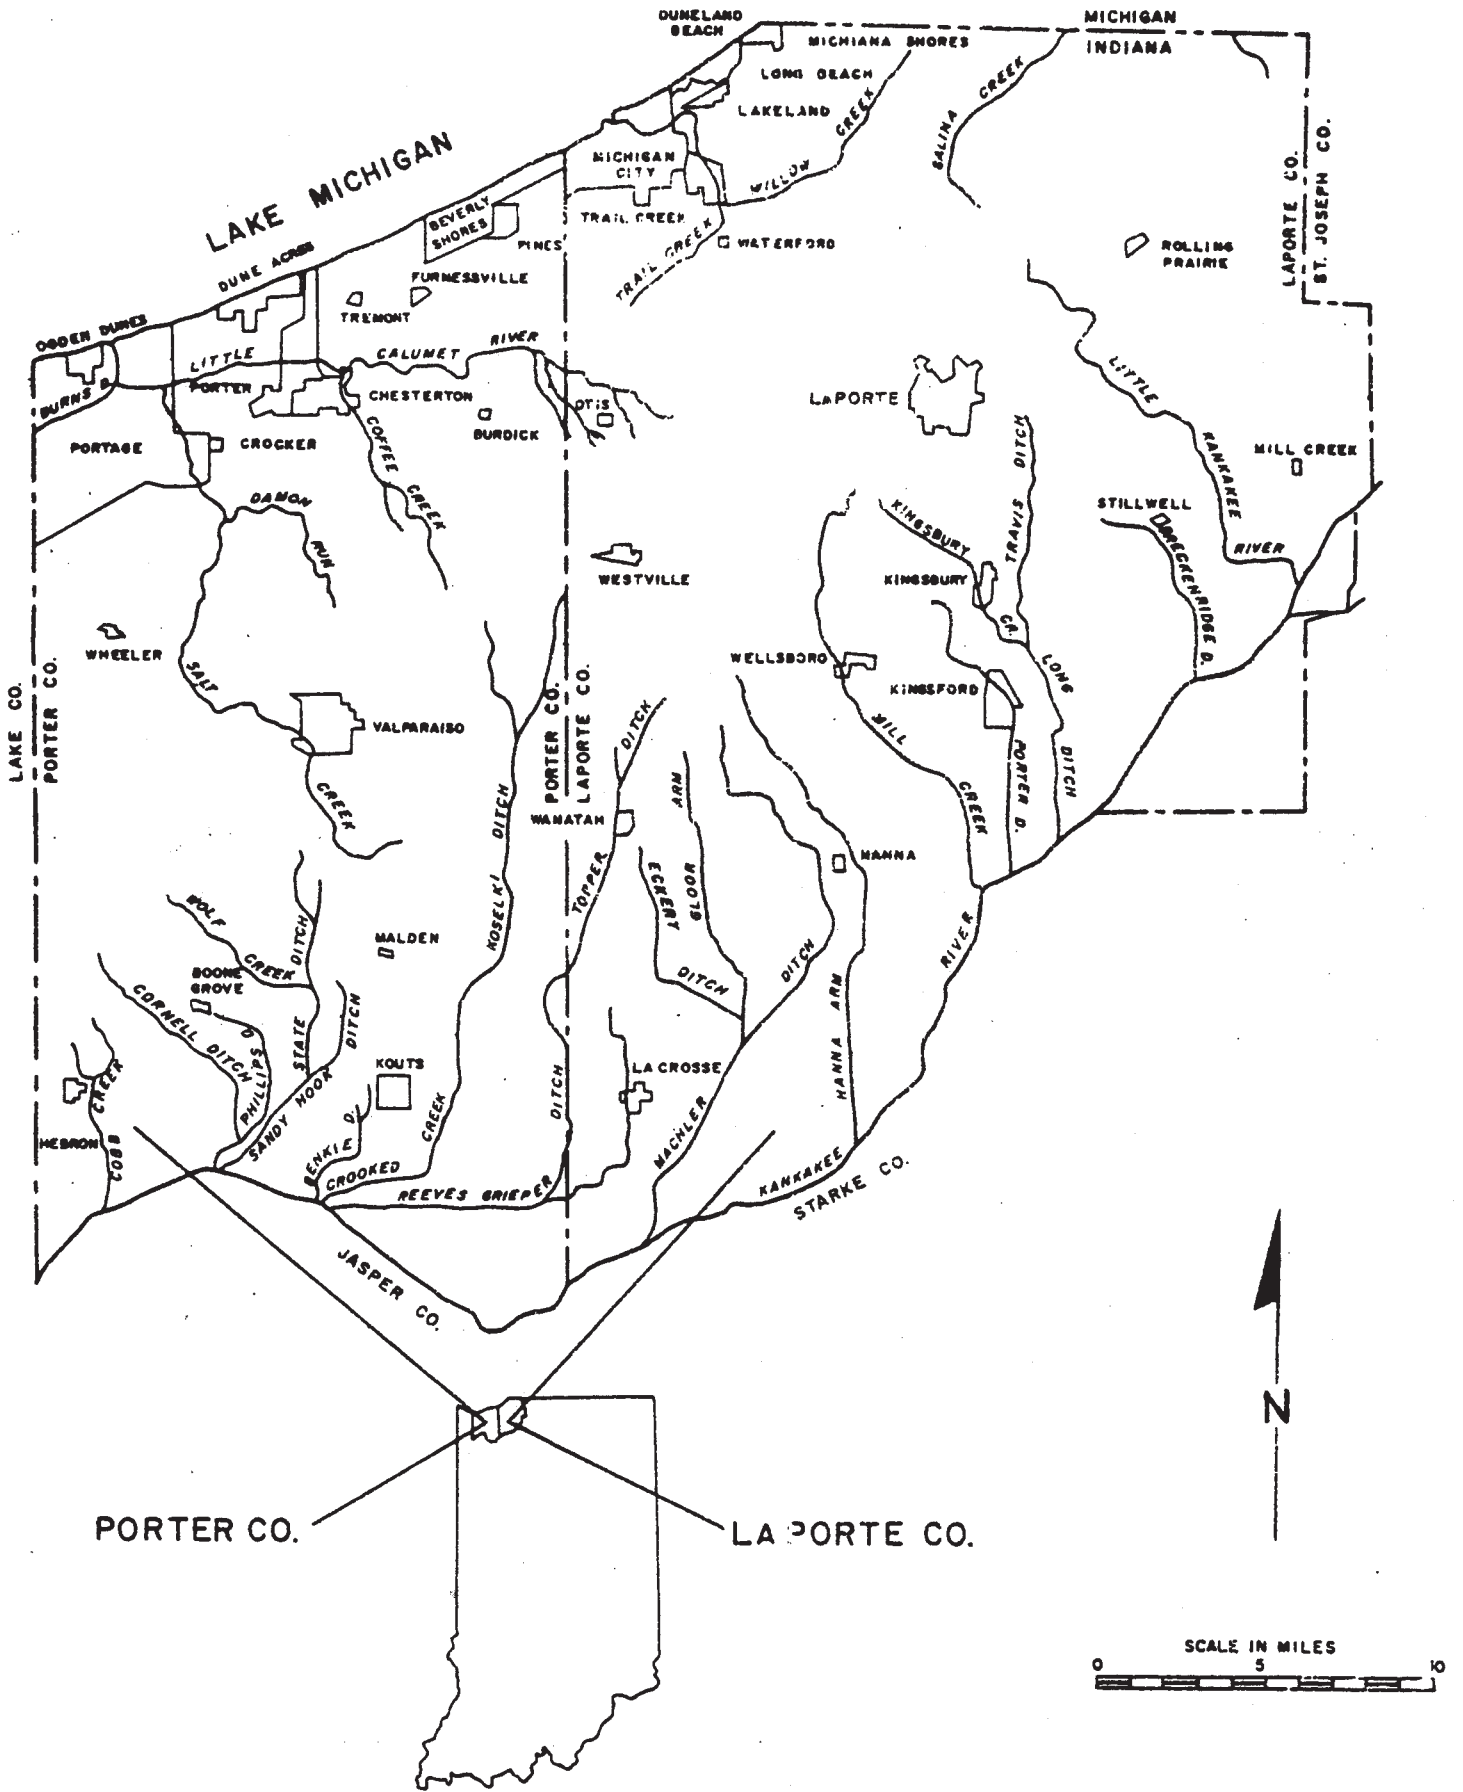 DUNELAND
BEACH
MICHIGAN
INDIANA
MICHIANA SHORES
LONG BEACH
LAKELAND
WILLOW CREEK
GALINA CREEK
LAKE MICHIGAN
MICHIGAN
CITY
TRAIL CREEK
TRAIL CREEK
WATERFORD
BEVERLY
SHORES
PINES
DUNE ACRES
FURNESSVILLE
TREMONT
OGDEN DUNES
LITTLE CALUMET RIVER
BURNS D.
PORTER
CHESTERTON
BURDICK
OTIS
PORTAGE
CROCKER
COFFEE CREEK
DAMON RUN
LAPORTE CO.
ST. JOSEPH CO.
ROLLING
PRAIRIE
LAPORTE
LITTLE KANKAKEE RIVER
MILL CREEK
STILLWELL
BRECKENRIDGE D.
TRAVIS DITCH
KINGSBURY CR.
KINGSBURY
WESTVILLE
WHEELER
WELLSBORO
KINGSFORD
LONG DITCH
PORTER D.
MILL CREEK
LAKE CO.
PORTER CO.
SALT CREEK
VALPARAISO
PORTER CO.
LAPORTE CO.
KOSELKI DITCH
TOPPER DITCH
WANATAH
GLOOR ARM
ECKERT DITCH
HANNA
HANNA ARM
MACHLER DITCH
WOLF CREEK
STATE DITCH
MALDEN
BOONE
GROVE
CORNELL DITCH
PHILLIPS D.
SANDY HOOK DITCH
KOUTS
LA CROSSE
HEBRON
COBB CREEK
BENKIE D.
CROOKED CREEK
REEVES GRIEPER DITCH
KANKAKEE RIVER
STARKE CO.
JASPER CO.
N
PORTER CO.
LA PORTE CO.
SCALE IN MILES
0 5 10